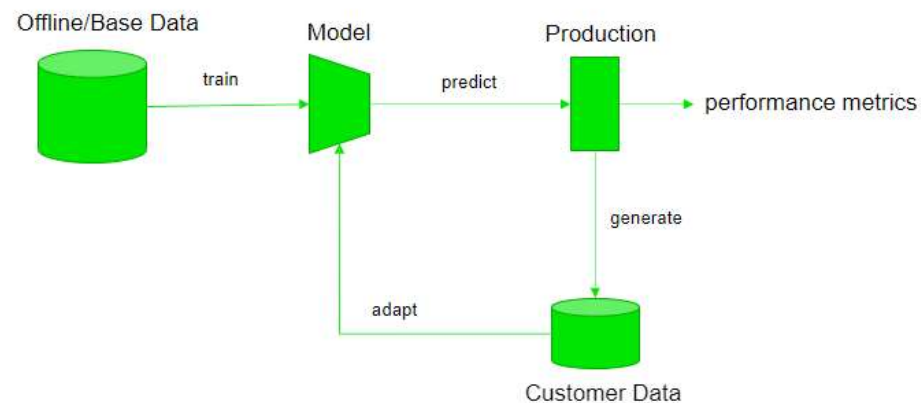 Offline/Base Data
Model
Production
train
predict
performance metrics
generate
adapt
Customer Data